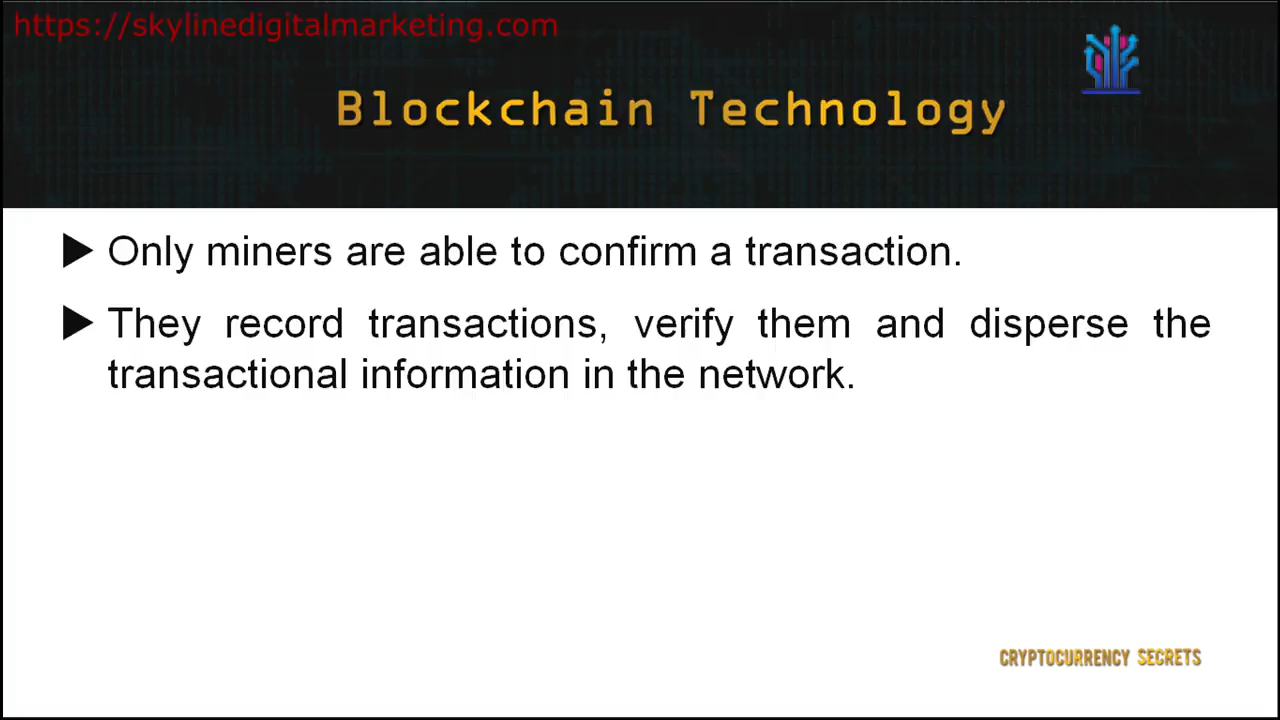 https://skylinedigitalmarketing.com
Blockchain Technology
Only miners are able to confirm a transaction.
They record transactions, verify them and disperse the
transactional information in the network.
CRYPTOCURRENCY SECRETS